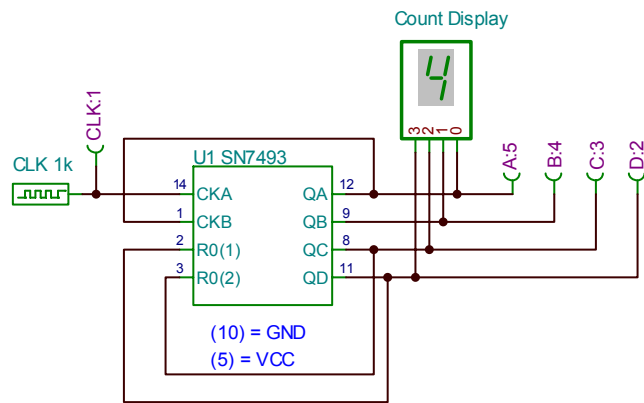 Count Display
4
3 2 1 0
CLK:1
A:5
B:4
C:3
D:2
CLK 1k
U1 SN7493
14 CKA QA 12
1 CKB QB 9
2 R0(1) QC 8
3 R0(2) QD 11
(10) = GND
(5) = VCC